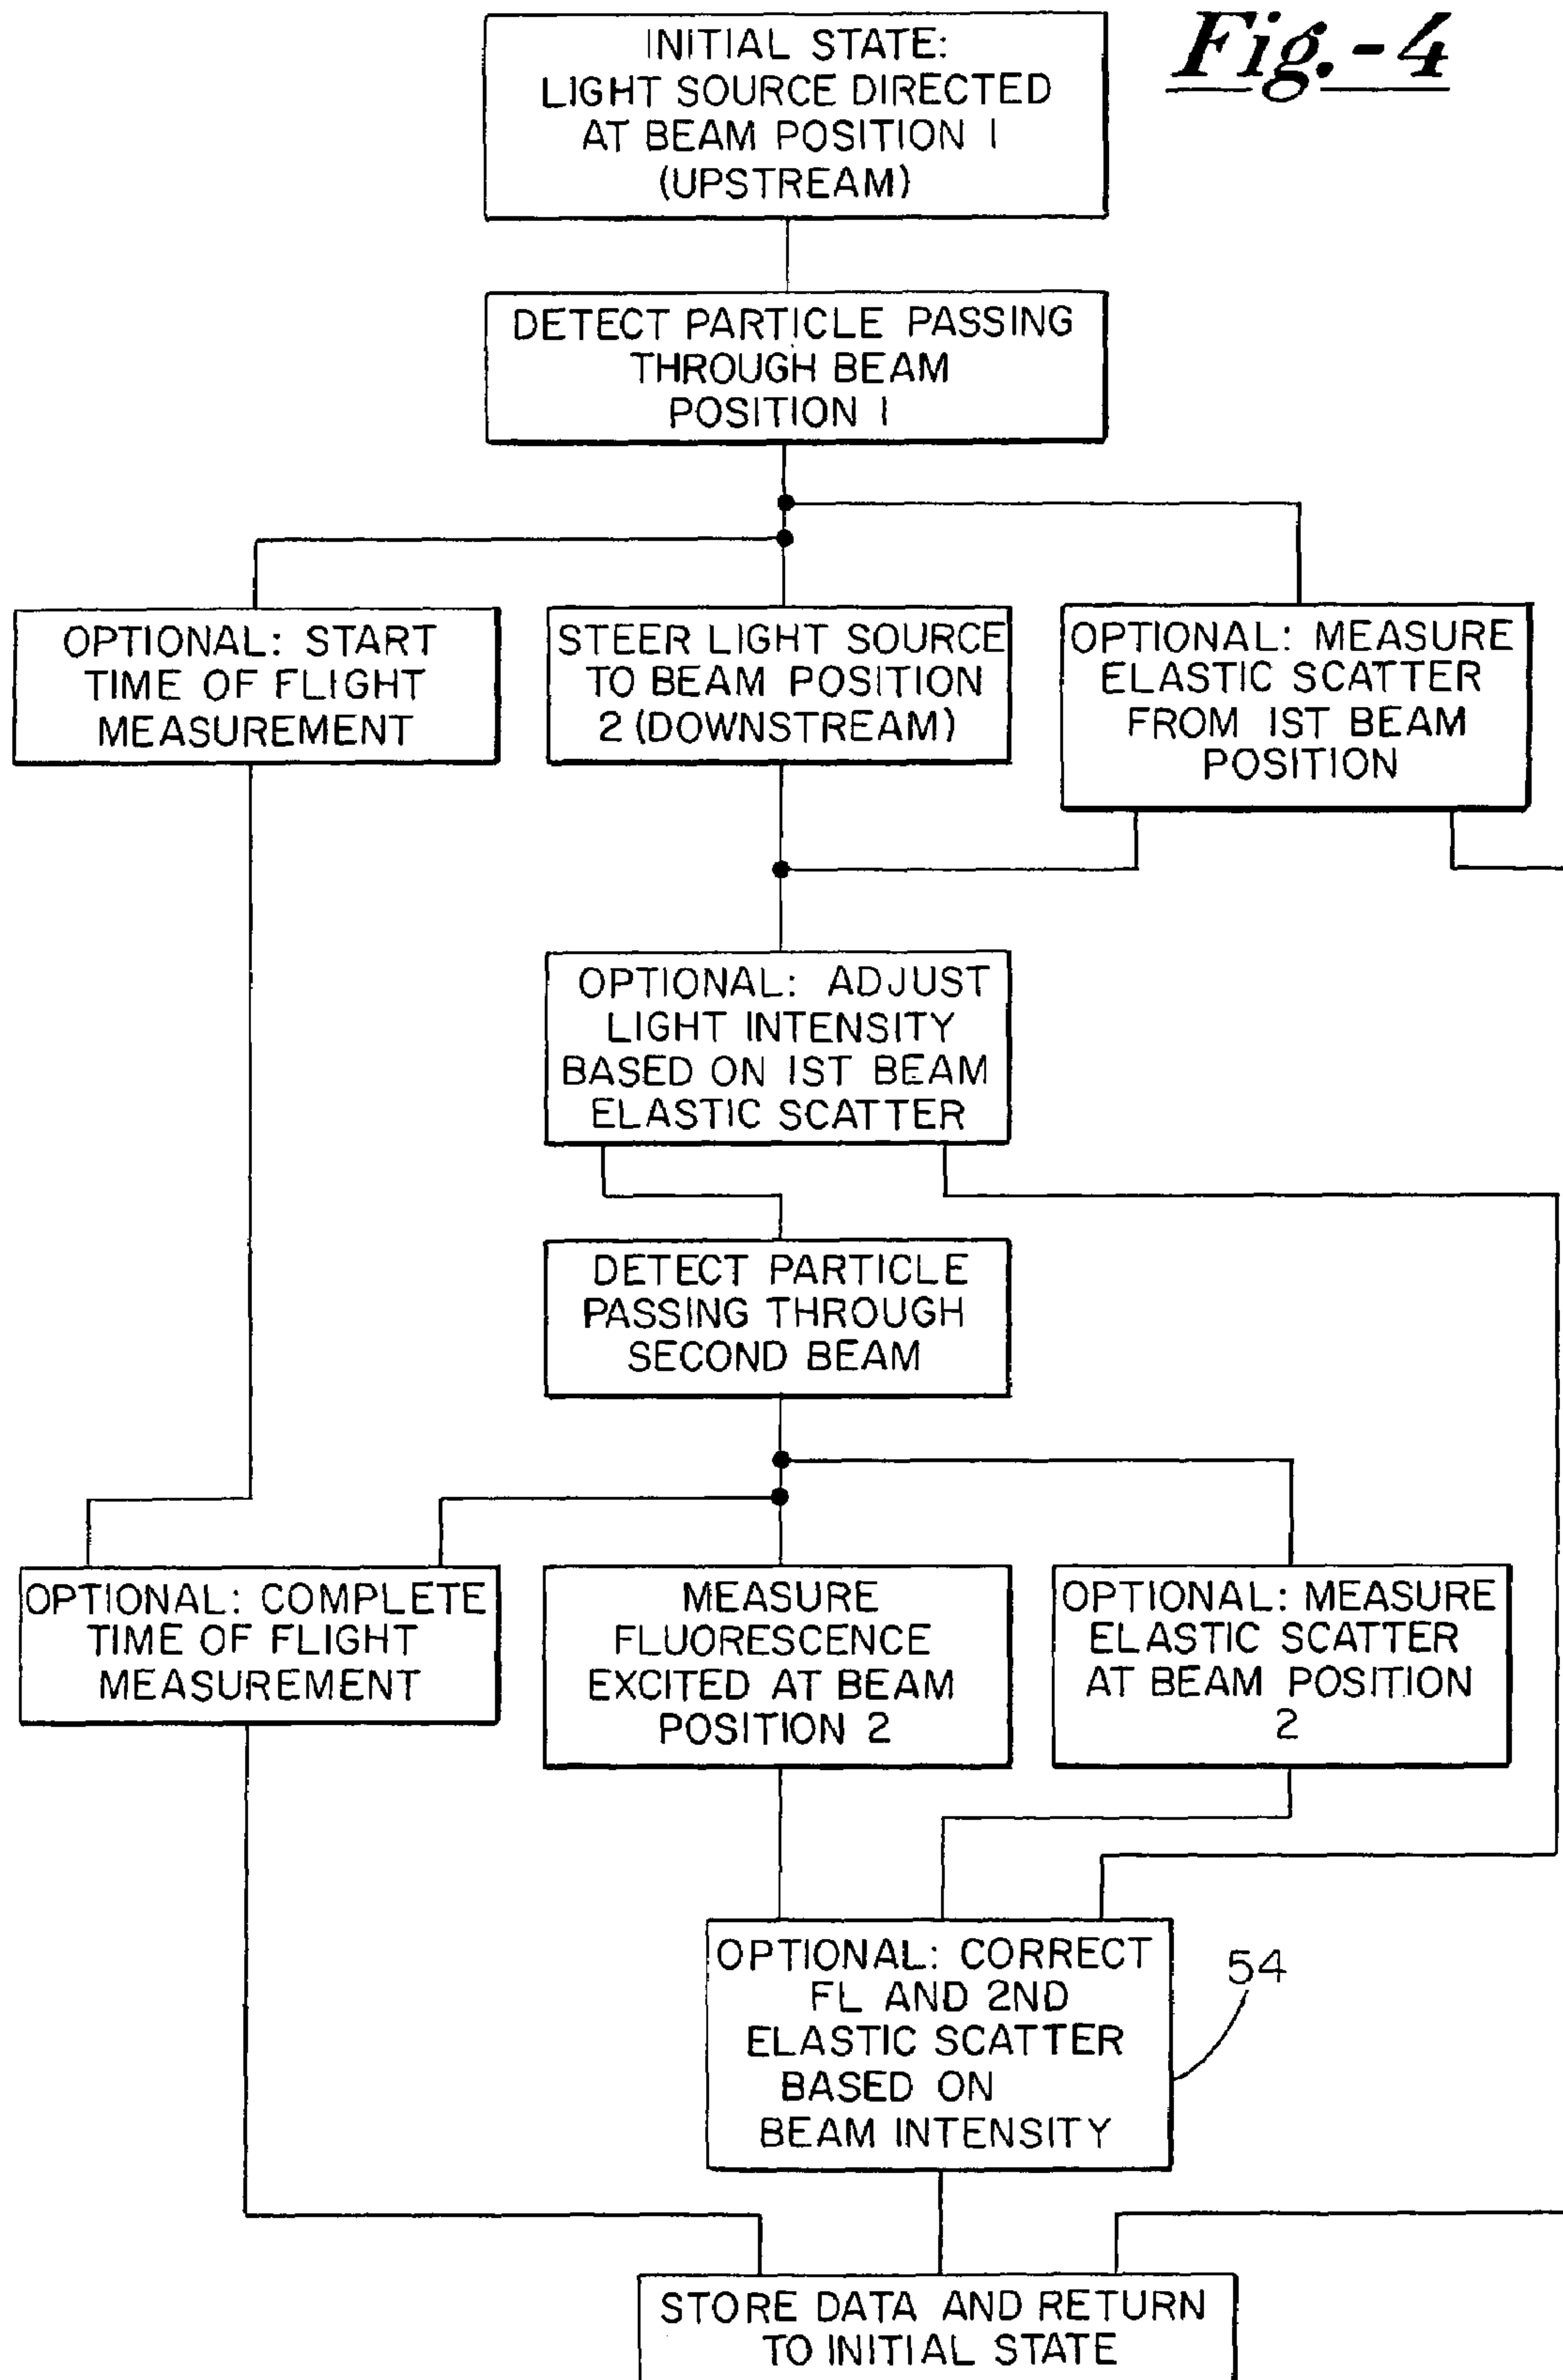 Fig.-4
INITIAL STATE:
LIGHT SOURCE DIRECTED
AT BEAM POSITION 1
(UPSTREAM)
DETECT PARTICLE PASSING
THROUGH BEAM
POSITION 1
OPTIONAL: START
TIME OF FLIGHT
MEASUREMENT
STEER LIGHT SOURCE
TO BEAM POSITION
2 (DOWNSTREAM)
OPTIONAL: MEASURE
ELASTIC SCATTER
FROM 1ST BEAM
POSITION
OPTIONAL: ADJUST
LIGHT INTENSITY
BASED ON 1ST BEAM
ELASTIC SCATTER
DETECT PARTICLE
PASSING THROUGH
SECOND BEAM
OPTIONAL: COMPLETE
TIME OF FLIGHT
MEASUREMENT
MEASURE
FLUORESCENCE
EXCITED AT BEAM
POSITION 2
OPTIONAL: MEASURE
ELASTIC SCATTER
AT BEAM POSITION
2
OPTIONAL: CORRECT
FL AND 2ND
ELASTIC SCATTER
BASED ON
BEAM INTENSITY
54
STORE DATA AND RETURN
TO INITIAL STATE